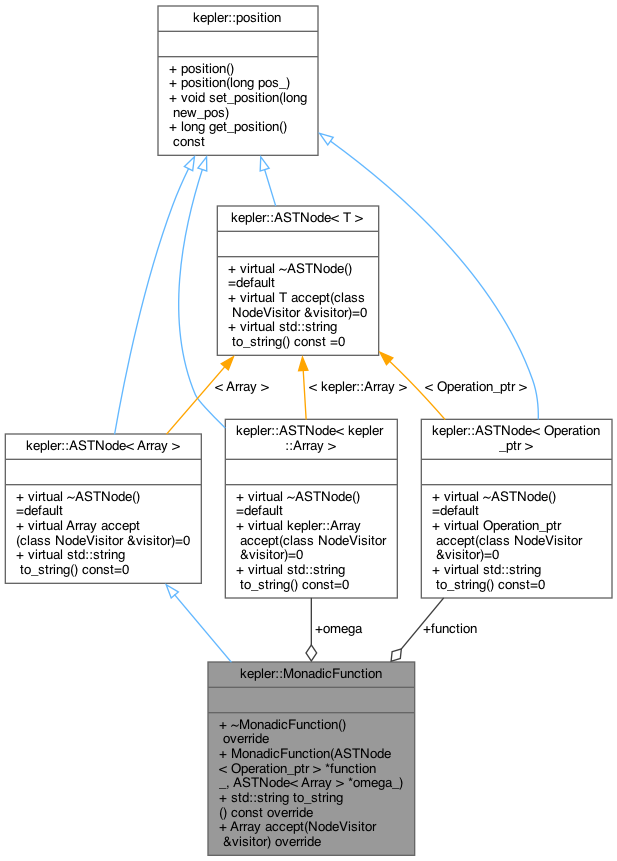 kepler::position
+ position()
+ position(long pos_)
+ void set_position(long
new_pos)
+ long get_position()
const
kepler::ASTNode< T >
+ virtual ~ASTNode()
=default
+ virtual T accept(class
NodeVisitor &visitor)=0
+ virtual std::string
to_string() const =0
< Array >
< kepler::Array >
< Operation_ptr >
kepler::ASTNode< Array >
+ virtual ~ASTNode()
=default
+ virtual Array accept
(class NodeVisitor &visitor)=0
+ virtual std::string
to_string() const=0
kepler::ASTNode< kepler
::Array >
+ virtual ~ASTNode()
=default
+ virtual kepler::Array
accept(class NodeVisitor
&visitor)=0
+ virtual std::string
to_string() const=0
kepler::ASTNode< Operation
_ptr >
+ virtual ~ASTNode()
=default
+ virtual Operation_ptr
accept(class NodeVisitor
&visitor)=0
+ virtual std::string
to_string() const=0
+omega
+function
kepler::MonadicFunction
+ ~MonadicFunction()
override
+ MonadicFunction(ASTNode
< Operation_ptr > *function
_, ASTNode< Array > *omega_)
+ std::string to_string
() const override
+ Array accept(NodeVisitor
&visitor) override